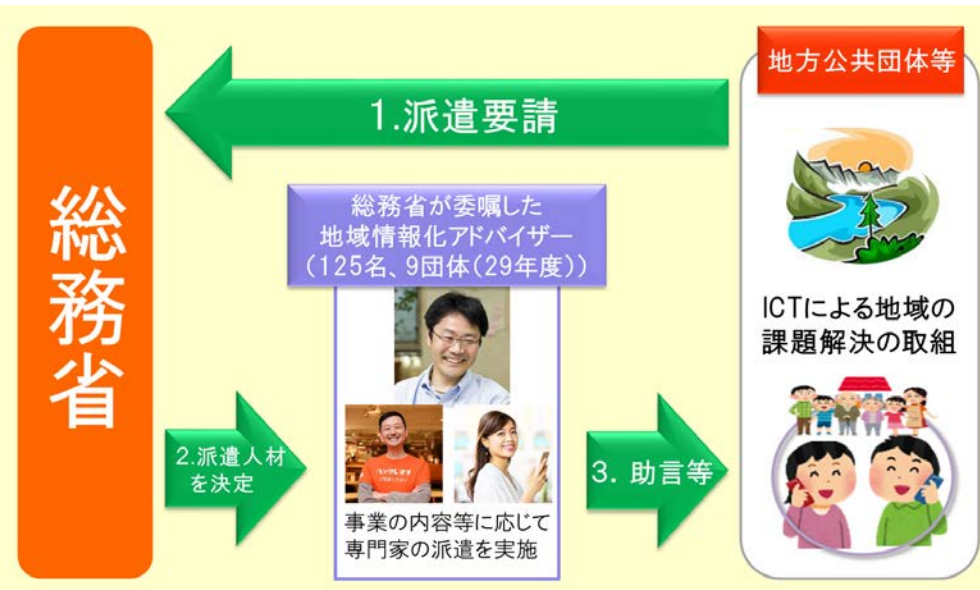 総務省
1.派遣要請
地方公共団体等
総務省が委嘱した
地域情報化アドバイザー
(125名、9団体(29年度))
2.派遣人材
を決定
事業の内容等に応じて
専門家の派遣を実施
3. 助言等
ICTによる地域の
課題解決の取組